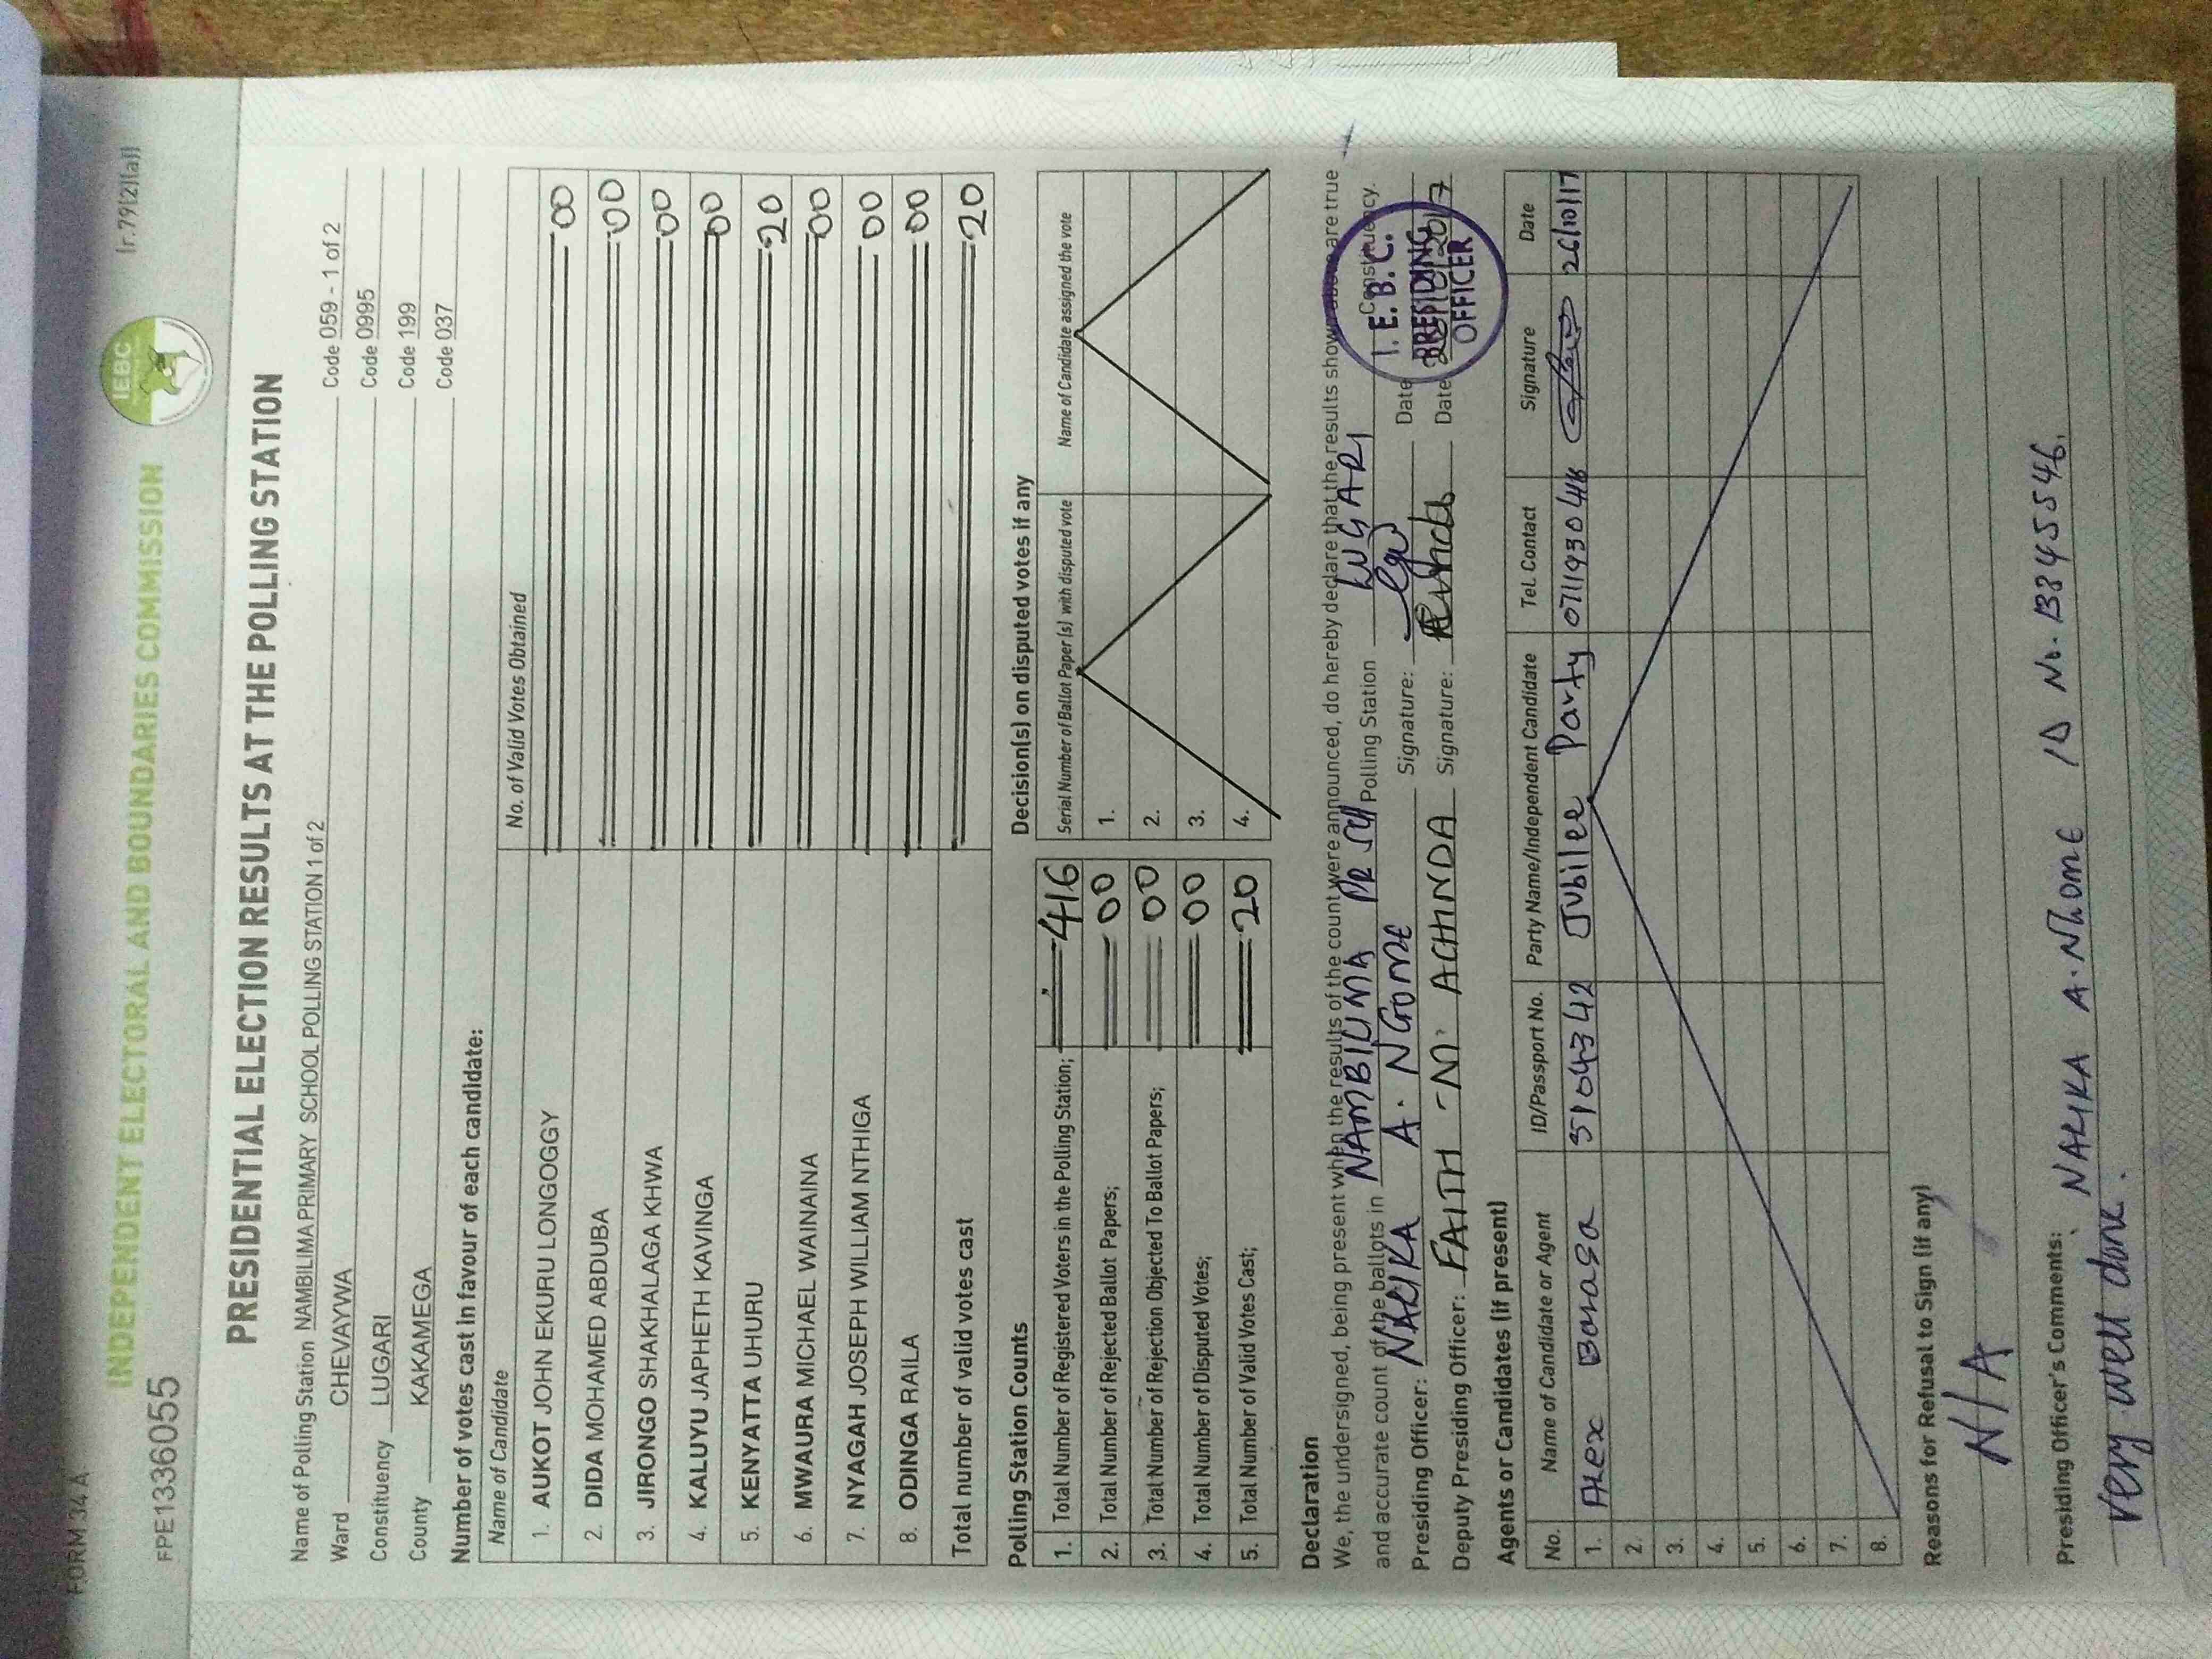 FORM 34 A
(r.79(2)(a))
IEBC
INDEPENDENT ELECTORAL AND BOUNDARIES COMMISSION
FPE1336055
PRESIDENTIAL ELECTION RESULTS AT THE POLLING STATION
Name of Polling Station NAMBILIMA PRIMARY SCHOOL POLLING STATION 1 of 2 Code 059 - 1 of 2
Ward CHEVAYWA Code 0995
Constituency LUGARI Code 199
County KAKAMEGA Code 037
Number of votes cast in favour of each candidate:
Name of Candidate No. of Valid Votes Obtained
1. AUKOT JOHN EKURU LONGOGGY 00
2. DIDA MOHAMED ABDUBA 00
3. JIRONGO SHAKHALAGA KHWA 00
4. KALUYU JAPHETH KAVINGA 00
5. KENYATTA UHURU 20
6. MWAURA MICHAEL WAINAINA 00
7. NYAGAH JOSEPH WILLIAM NTHIGA 00
8. ODINGA RAILA 00
Total number of valid votes cast 20
Polling Station Counts
1. Total Number of Registered Voters in the Polling Station; 416
2. Total Number of Rejected Ballot Papers; 00
3. Total Number of Rejection Objected To Ballot Papers; 00
4. Total Number of Disputed Votes; 00
5. Total Number of Valid Votes Cast; 20
Decision(s) on disputed votes if any
Serial Number of Ballot Paper(s) with disputed vote Name of Candidate assigned the vote
1.
2.
3.
4.
Declaration
We, the undersigned, being present when the results of the count were announced, do hereby declare that the results shown above are true
and accurate count of the ballots in NAMBILIMA PR SCH Polling Station LUGARI Constituency.
Presiding Officer: A. NGOME Signature: Date
Deputy Presiding Officer: FAITH M. ACHINDA Signature: Date
I. E. B. C.
PRESIDING
OFFICER
Agents or Candidates (if present)
No. Name of Candidate or Agent ID/Passport No. Party Name/Independent Candidate Tel. Contact Signature Date
1. Barasa Jubilee Party 26/10/17
2.
3.
4.
5.
6.
7.
8.
Reasons for Refusal to Sign (if any)
N/A
Presiding Officer's Comments: ID No. 13345546.
very well done.